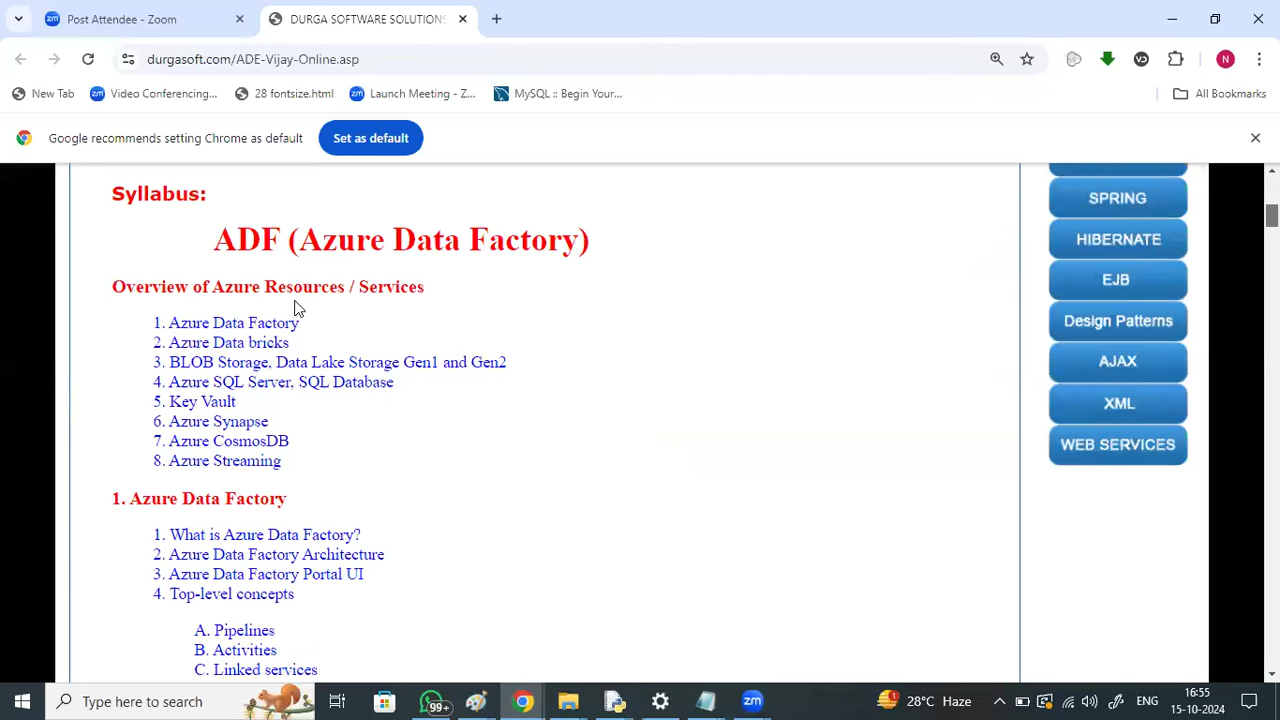 Post Attendee - Zoom
DURGA SOFTWARE SOLUTIONS
durgasoft.com/ADE-Vijay-Online.asp
N
New Tab
zm Video Conferencing...
28 fontsize.html
zm Launch Meeting - Z...
MySQL :: Begin Your...
All Bookmarks
Google recommends setting Chrome as default
Set as default
Syllabus:
ADF (Azure Data Factory)
Overview of Azure Resources / Services
1. Azure Data Factory
2. Azure Data bricks
3. BLOB Storage, Data Lake Storage Gen1 and Gen2
4. Azure SQL Server, SQL Database
5. Key Vault
6. Azure Synapse
7. Azure CosmosDB
8. Azure Streaming
1. Azure Data Factory
1. What is Azure Data Factory?
2. Azure Data Factory Architecture
3. Azure Data Factory Portal UI
4. Top-level concepts
A. Pipelines
B. Activities
C. Linked services
SPRING
HIBERNATE
EJB
Design Patterns
AJAX
XML
WEB SERVICES
Type here to search
99+
zm
1
28°C Haze
ENG
16:55
15-10-2024